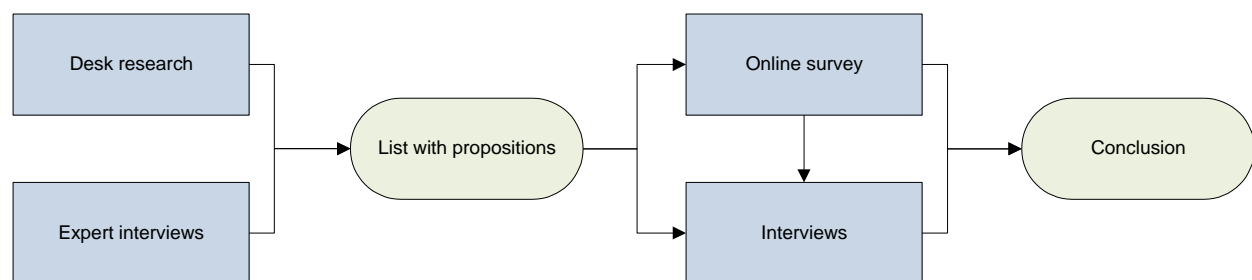 Desk research
Online survey
List with propositions
Conclusion
Expert interviews
Interviews